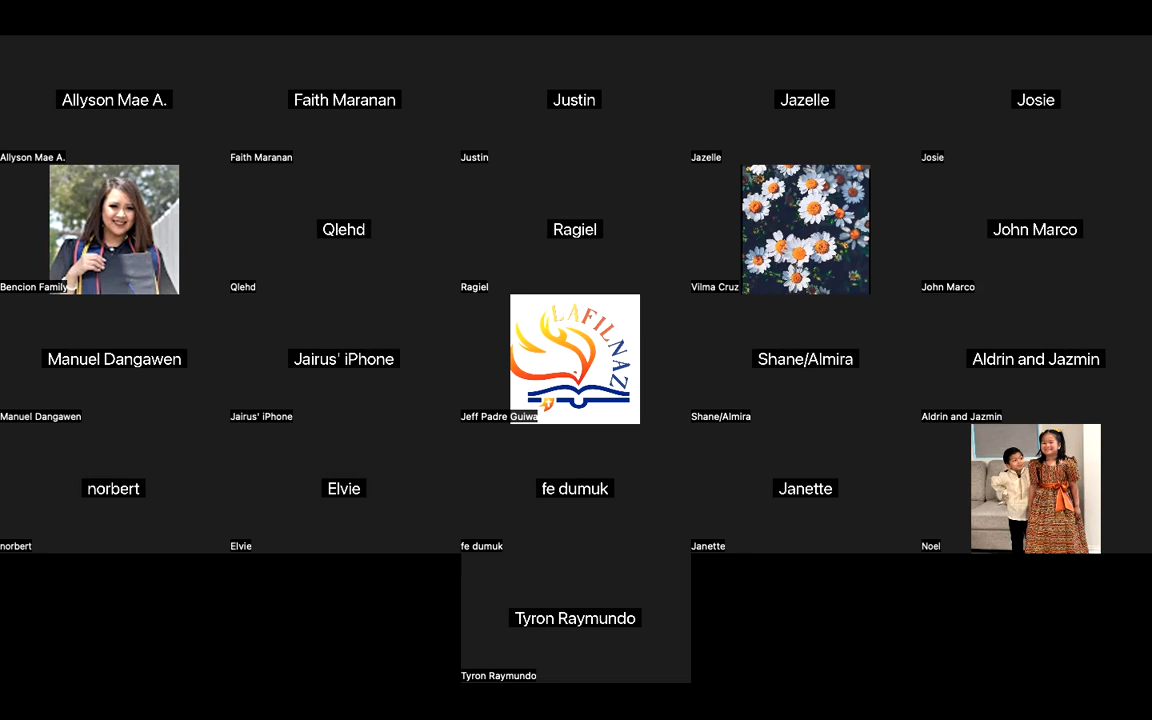 Allyson Mae A.
Faith Maranan
Justin
Jazelle
Josie
Allyson Mae A.
Faith Maranan
Justin
Jazelle
Josie
Qlehd
Ragiel
John Marco
Bencion Family
Qlehd
Ragiel
Vilma Cruz
John Marco
LAFILNAZ
Manuel Dangawen
Jairus' iPhone
Shane/Almira
Aldrin and Jazmin
Manuel Dangawen
Jairus' iPhone
Jeff Padre Guiwa
Shane/Almira
Aldrin and Jazmin
norbert
Elvie
fe dumuk
Janette
norbert
Elvie
fe dumuk
Janette
Noel
Tyron Raymundo
Tyron Raymundo